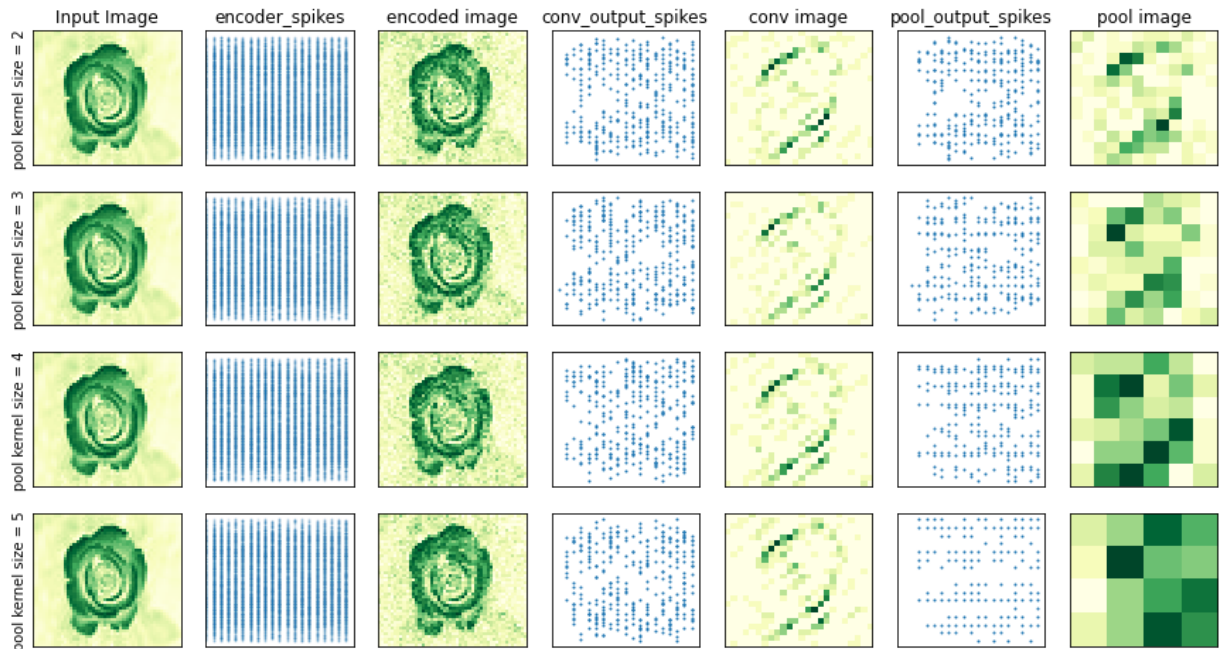 Input Image
encoder_spikes
encoded image
conv_output_spikes
conv image
pool_output_spikes
pool image
pool kernel size = 2
pool kernel size = 3
pool kernel size = 4
pool kernel size = 5